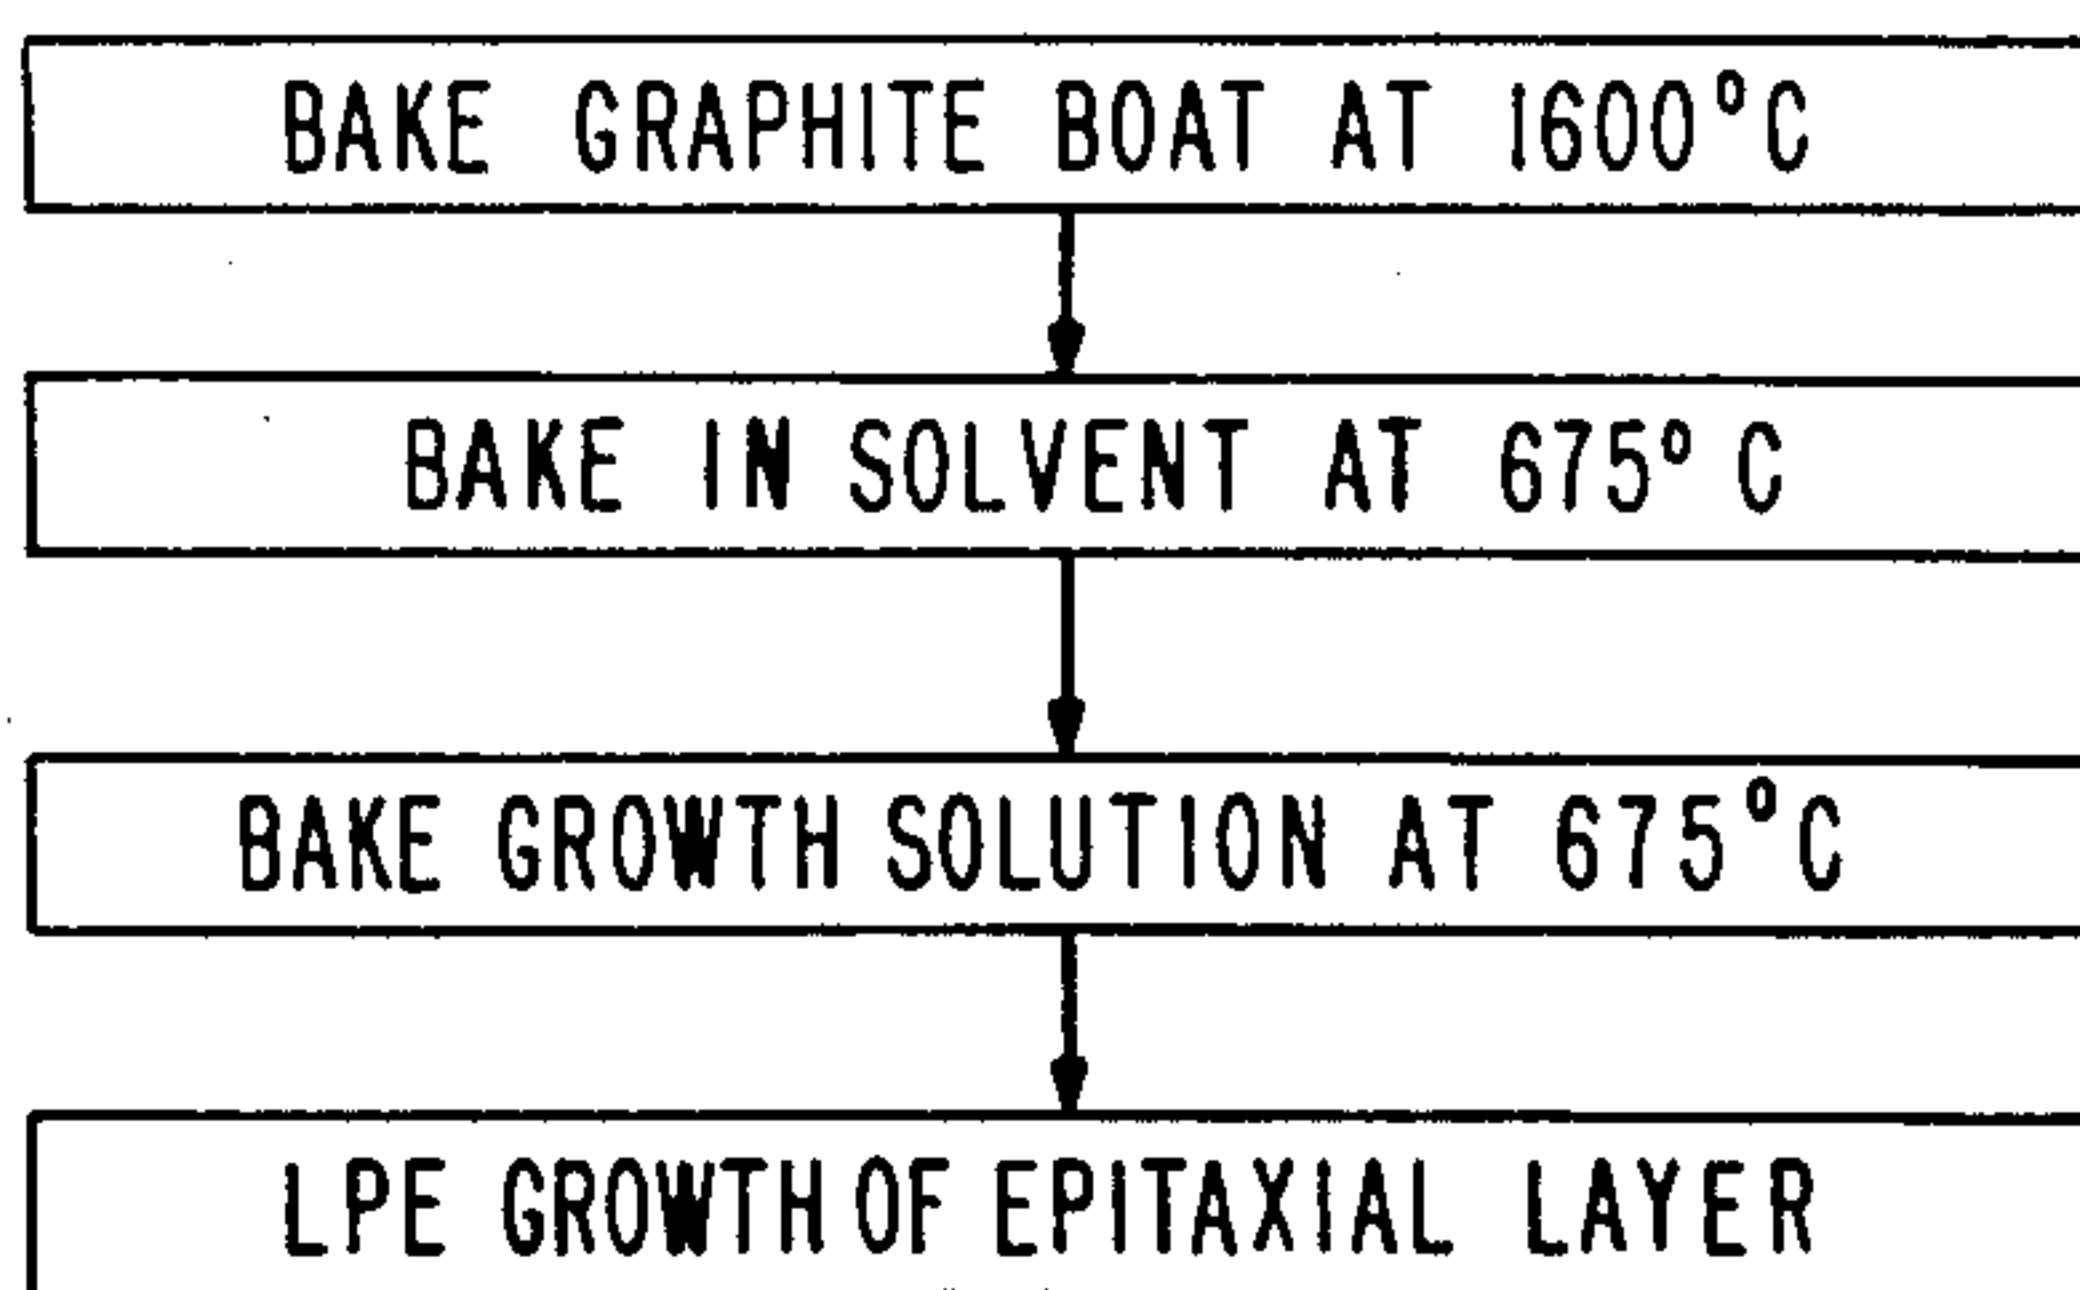 BAKE GRAPHITE BOAT AT 1600°C
BAKE IN SOLVENT AT 675° C
BAKE GROWTH SOLUTION AT 675°C
LPE GROWTH OF EPITAXIAL LAYER